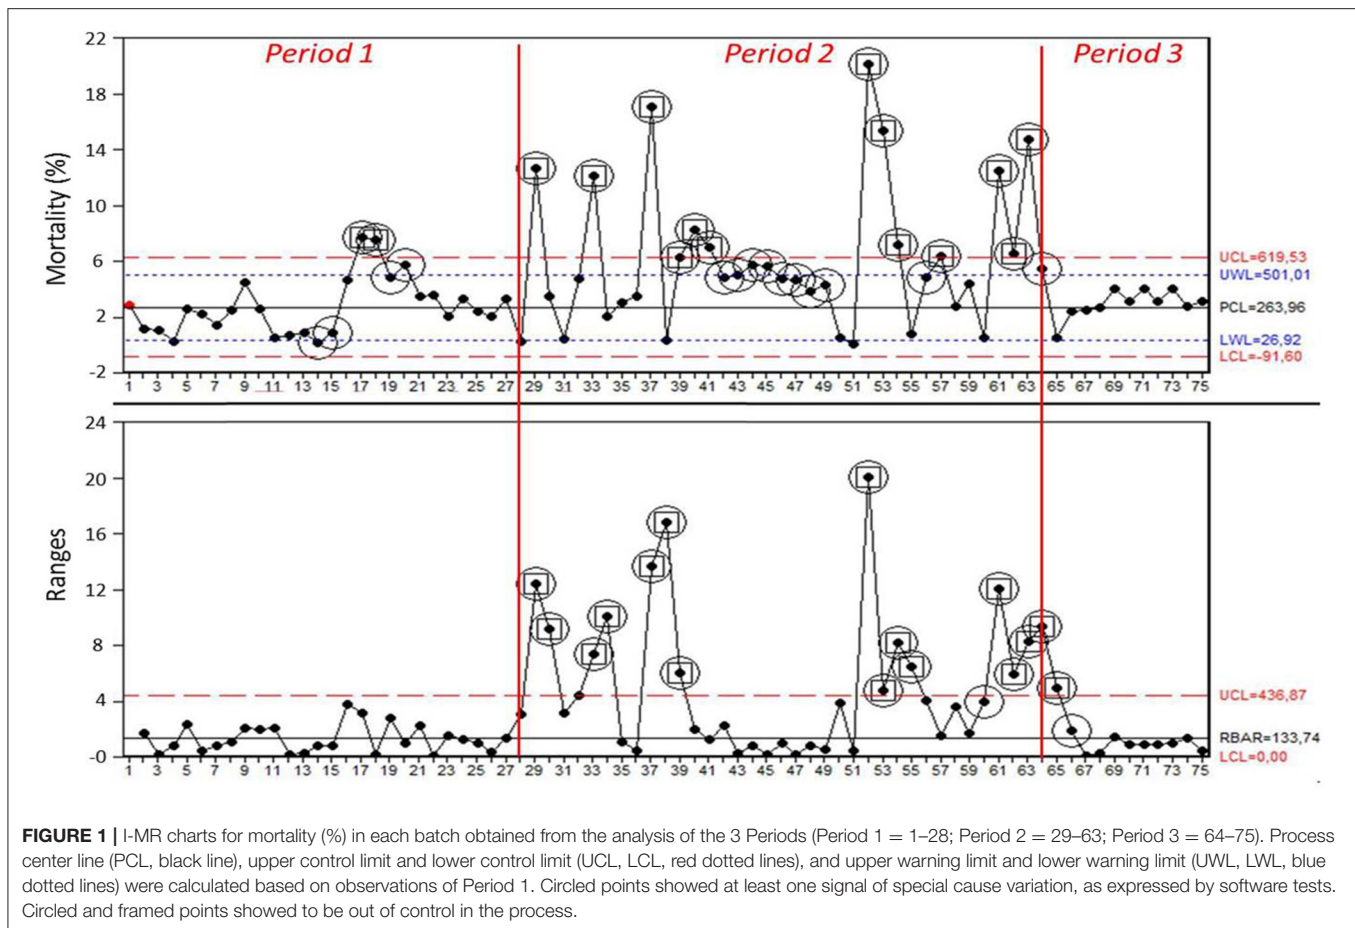 Period 1 Period 2 Period 3
Mortality (%)
22
18
14
10
6
2
-2
UCL=619,53
UWL=501,01
PCL=263,96
LWL=26,92
LCL=-91,60
1 3 5 7 9 11 13 15 17 19 21 23 25 27 29 31 33 35 37 39 41 43 45 47 49 51 53 55 57 59 61 63 65 67 69 71 73 75
Ranges
24
20
16
12
8
4
-0
UCL=436,87
RBAR=133,74
LCL=0,00
1 3 5 7 9 11 13 15 17 19 21 23 25 27 29 31 33 35 37 39 41 43 45 47 49 51 53 55 57 59 61 63 65 67 69 71 73 75
FIGURE 1 | I-MR charts for mortality (%) in each batch obtained from the analysis of the 3 Periods (Period 1 = 1–28; Period 2 = 29–63; Period 3 = 64–75). Process
center line (PCL, black line), upper control limit and lower control limit (UCL, LCL, red dotted lines), and upper warning limit and lower warning limit (UWL, LWL, blue
dotted lines) were calculated based on observations of Period 1. Circled points showed at least one signal of special cause variation, as expressed by software tests.
Circled and framed points showed to be out of control in the process.